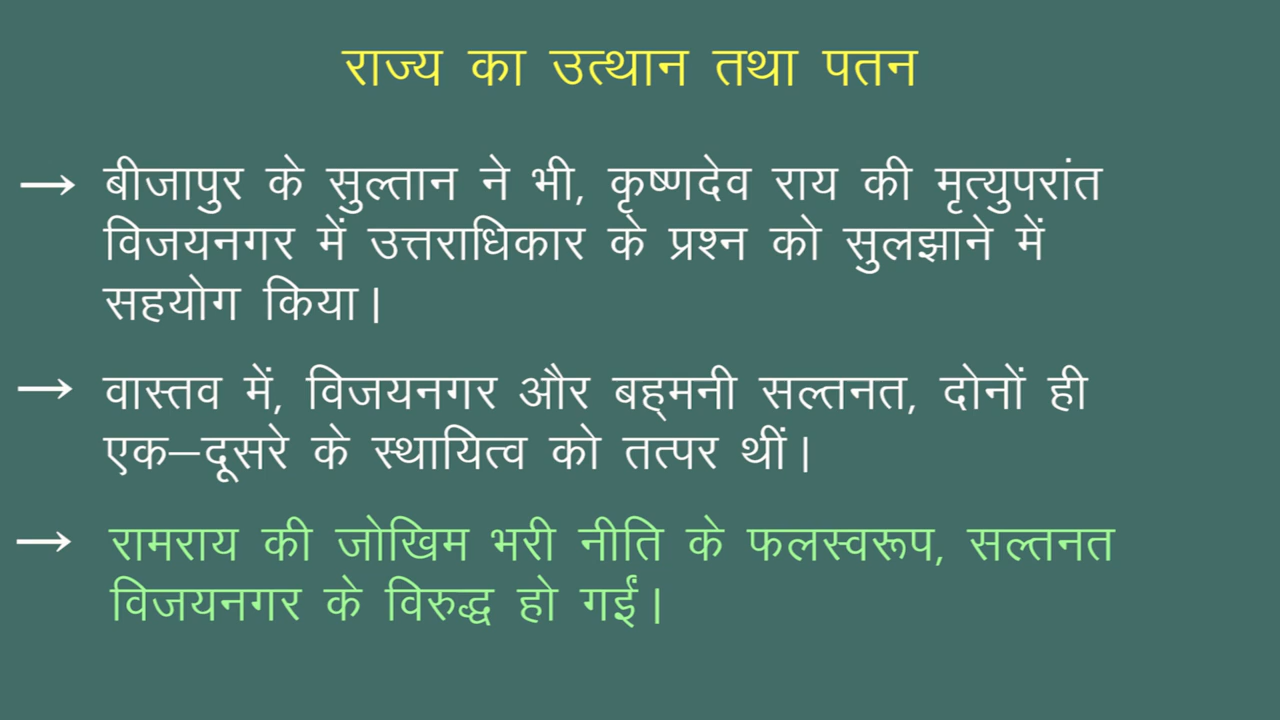 राज्य का उत्थान तथा पतन
→ बीजापुर के सुल्तान ने भी, कृष्णदेव राय की मृत्युपरांत
विजयनगर में उत्तराधिकार के प्रश्न को सुलझाने में
सहयोग किया।
→ वास्तव में, विजयनगर और बह्मनी सल्तनत, दोनों ही
एक–दूसरे के स्थायित्व को तत्पर थीं।
→ रामराय की जोखिम भरी नीति के फलस्वरूप, सल्तनत
विजयनगर के विरुद्ध हो गईं।